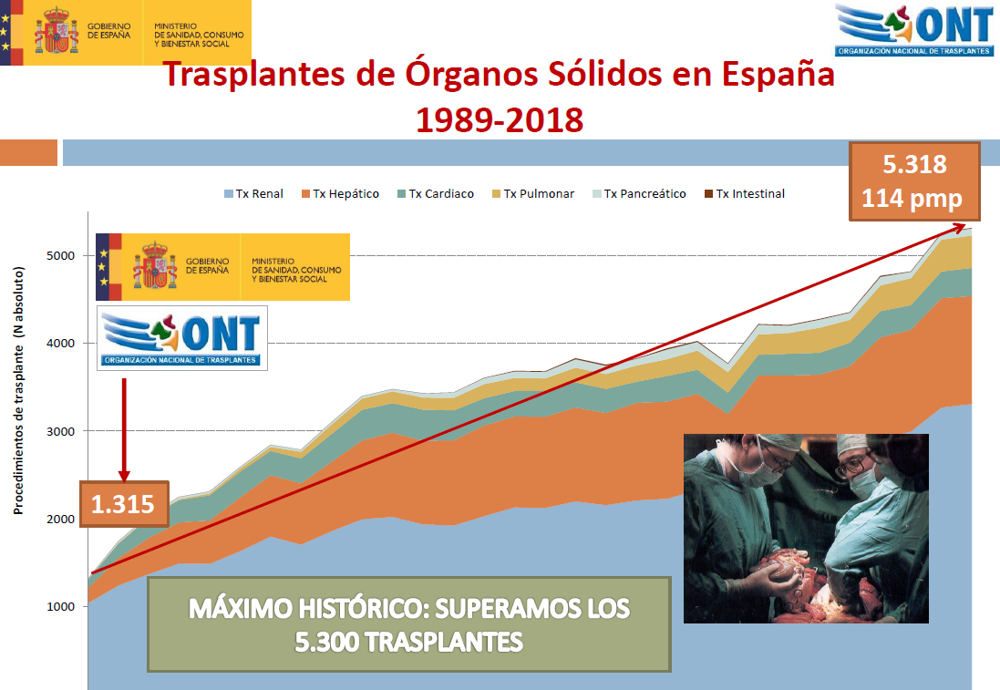 GOBIERNO
DE ESPAÑA
MINISTERIO
DE SANIDAD, CONSUMO
Y BIENESTAR SOCIAL
ONT
ORGANIZACIÓN NACIONAL DE TRASPLANTES
Trasplantes de Órganos Sólidos en España
1989-2018
5.318
114 pmp
Tx Renal
Tx Hepático
Tx Cardiaco
Tx Pulmonar
Tx Pancreático
Tx Intestinal
Procedimientos de trasplante (N absoluto)
5000
4000
3000
2000
1000
GOBIERNO
DE ESPAÑA
MINISTERIO
DE SANIDAD, CONSUMO
Y BIENESTAR SOCIAL
ONT
ORGANIZACIÓN NACIONAL DE TRASPLANTES
1.315
MÁXIMO HISTÓRICO: SUPERAMOS LOS
5.300 TRASPLANTES